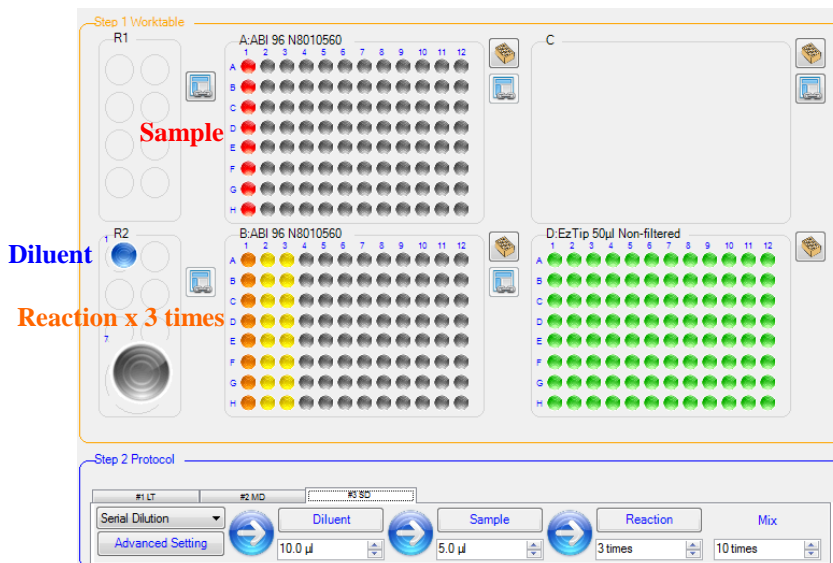 Step 1 Worktable
R1
A:ABI 96 N8010560
C
1 2 3 4 5 6 7 8 9 10 11 12
A
B
C
D
E
F
G
H
Sample
R2
B:ABI 96 N8010560
D:EzTip 50µl Non-filtered
1
1 2 3 4 5 6 7 8 9 10 11 12
1 2 3 4 5 6 7 8 9 10 11 12
Diluent
A A
B B
C C
Reaction x 3 times
D D
7
E E
F F
G G
H H
Step 2 Protocol
#1 LT #2 MD #3 SD
Serial Dilution Diluent Sample Reaction Mix
Advanced Setting 10.0 µl 5.0 µl 3 times 10 times